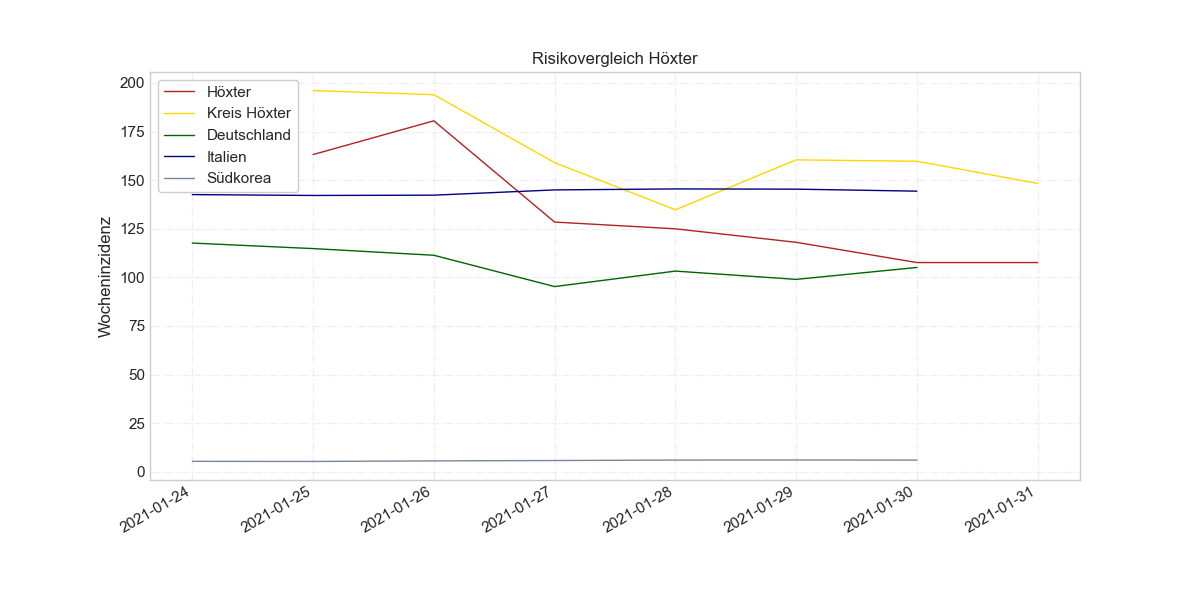 Risikovergleich Höxter
Höxter
Kreis Höxter
Deutschland
Italien
Südkorea
Wocheninzidenz
200
175
150
125
100
75
50
25
0
2021-01-24
2021-01-25
2021-01-26
2021-01-27
2021-01-28
2021-01-29
2021-01-30
2021-01-31